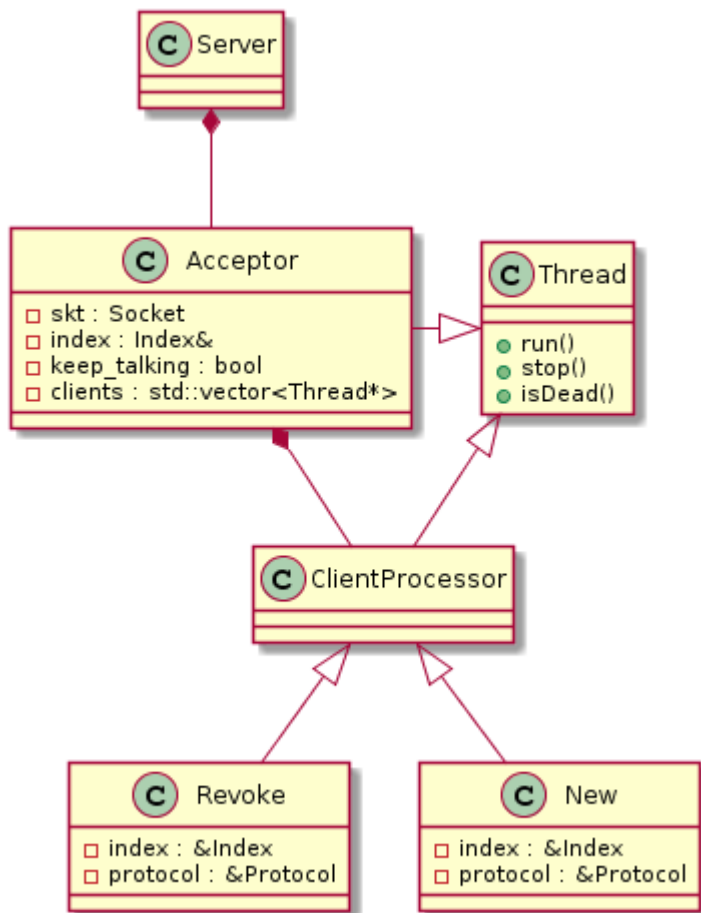 C Server
C Acceptor
skt : Socket
index : Index&
keep_talking : bool
clients : std::vector<Thread*>
C Thread
run()
stop()
isDead()
C ClientProcessor
C Revoke
index : &Index
protocol : &Protocol
C New
index : &Index
protocol : &Protocol